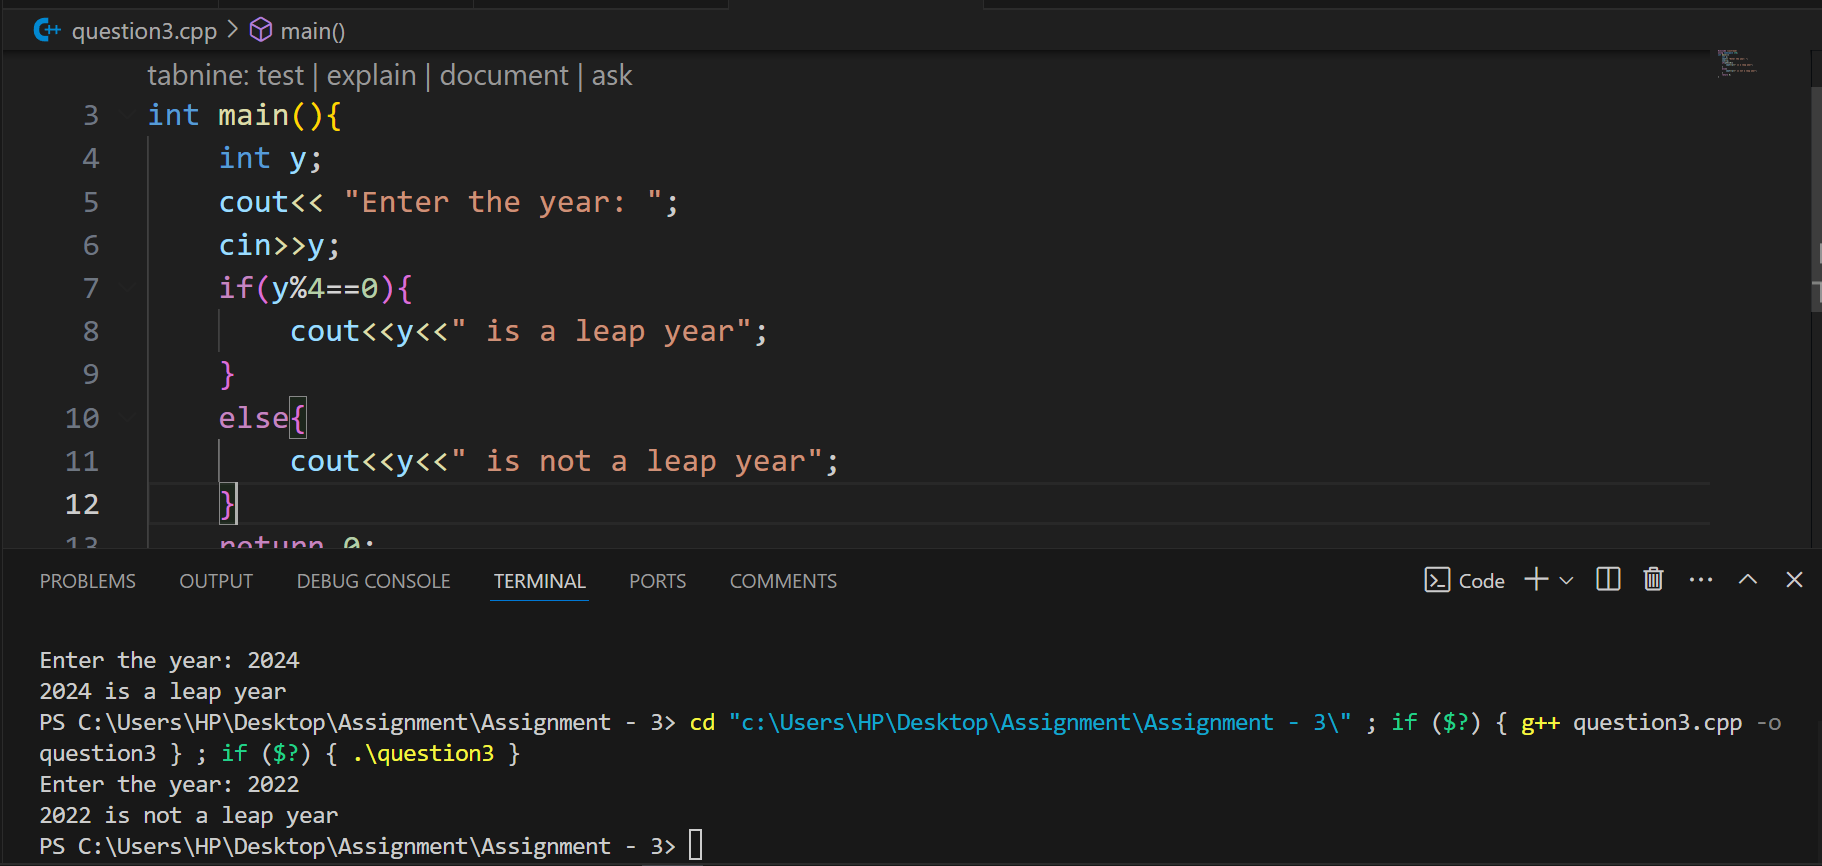 question3.cpp > main()
tabnine: test | explain | document | ask
3 int main(){
4 int y;
5 cout<< "Enter the year: ";
6 cin>>y;
7 if(y%4==0){
8 cout<<y<<" is a leap year";
9 }
10 else{
11 cout<<y<<" is not a leap year";
12 }
13 return 0;
PROBLEMS OUTPUT DEBUG CONSOLE TERMINAL PORTS COMMENTS Code
Enter the year: 2024
2024 is a leap year
PS C:\Users\HP\Desktop\Assignment\Assignment - 3> cd "c:\Users\HP\Desktop\Assignment\Assignment - 3\" ; if ($?) { g++ question3.cpp -o
question3 } ; if ($?) { .\question3 }
Enter the year: 2022
2022 is not a leap year
PS C:\Users\HP\Desktop\Assignment\Assignment - 3>